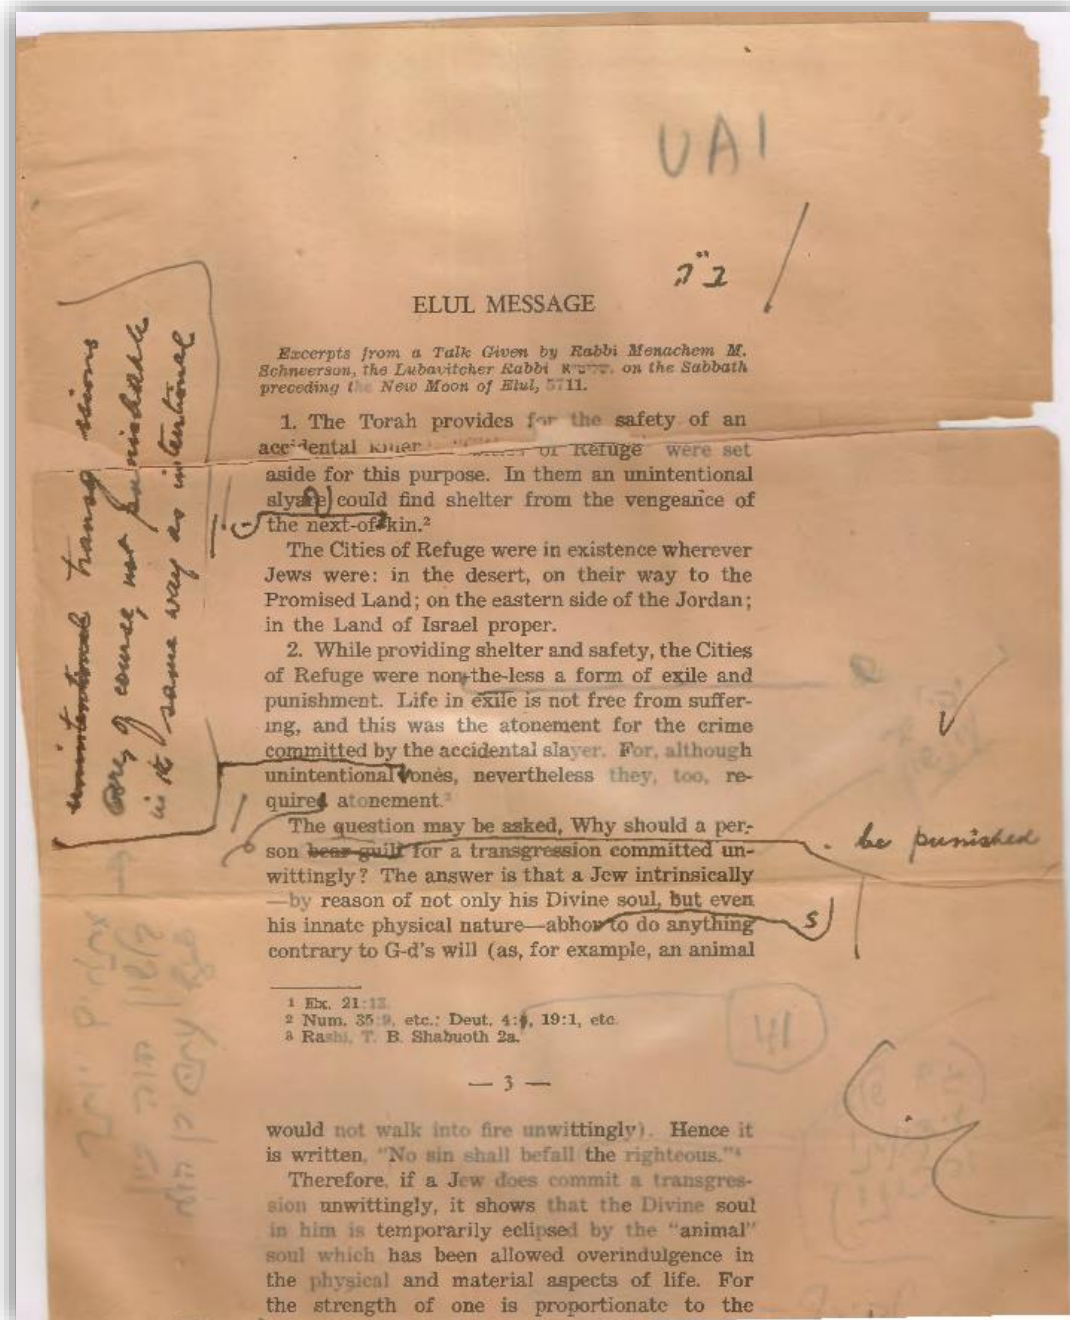 UAI
ב"ה
ELUL MESSAGE
Excerpts from a Talk Given by Rabbi Menachem M.
Schneerson, the Lubavitcher Rabbi שליט"א, on the Sabbath
preceding the New Moon of Elul, 5711.
1. The Torah provides for the safety of an
accidental killer of Refuge were set
aside for this purpose. In them an unintentional
could find shelter from the vengeance of
the next-of-kin.²
The Cities of Refuge were in existence wherever
Jews were: in the desert, on their way to the
Promised Land; on the eastern side of the Jordan;
in the Land of Israel proper.
2. While providing shelter and safety, the Cities
of Refuge were non-the-less a form of exile and
punishment. Life in exile is not free from suffer-
ing, and this was the atonement for the crime
committed by the accidental slayer. For, although
unintentional ones, nevertheless they, too, re-
quired atonement.³
The question may be asked, Why should a per-
son bear guilt for a transgression committed un-
wittingly? The answer is that a Jew intrinsically
—by reason of not only his Divine soul, but even
his innate physical nature—abhor to do anything
contrary to G-d's will (as, for example, an animal
1 Ex. 21:13
2 Num. 35:9, etc.; Deut. 4: , 19:1, etc.
3 Rashi, T. B. Shabuoth 2a.
— 3 —
would not walk into fire unwittingly). Hence it
is written, "No sin shall befall the righteous."⁴
Therefore, if a Jew does commit a transgres-
sion unwittingly, it shows that the Divine soul
in him is temporarily eclipsed by the "animal"
soul which has been allowed overindulgence in
the physical and material aspects of life. For
the strength of one is proportionate to the
unintentional transgressions
are, of course, not punishable
in the same way as intentional
be punished
s